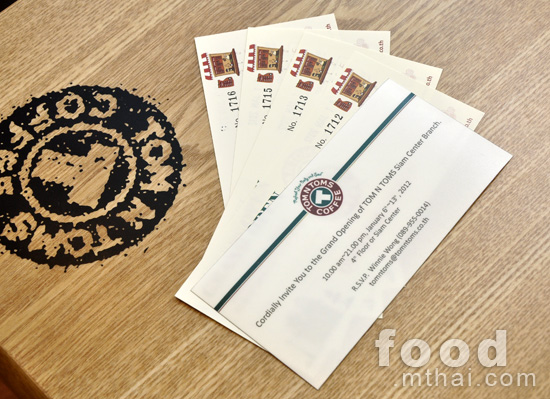 COFFEE
TOM N TOMS
No. 1716
No. 1715
No. 1713
No. 1712
TOM N TOMS
COFFEE
Cordially invite You to the Grand Opening of TOM N TOMS Siam Center Branch.
10.00 am~21.00 pm, January 6th~13th, 2012
4th Floor of Siam Center
R.S.V.P. Winnie Wong (089-955-0014)
tomntoms@tomntoms.co.th
food
.mthai.com